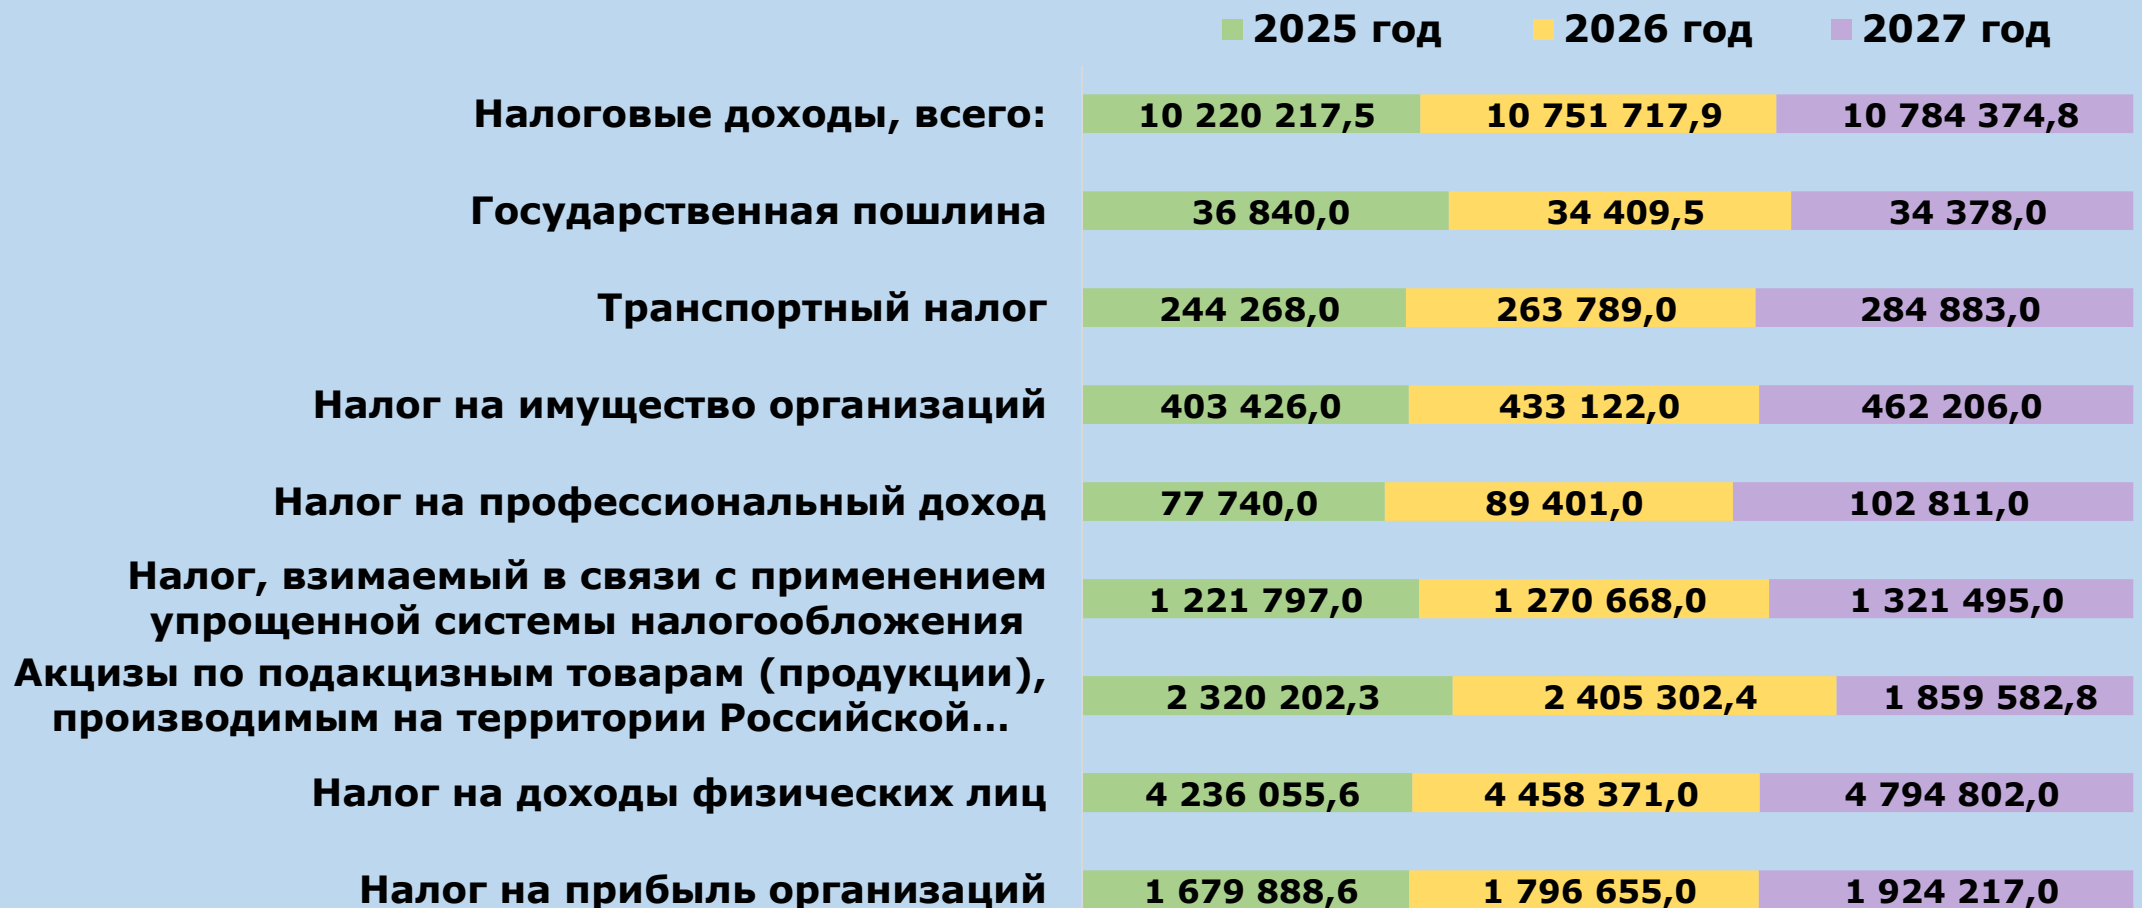 2025 год 2026 год 2027 год
Налоговые доходы, всего: 10 220 217,5 10 751 717,9 10 784 374,8
Государственная пошлина 36 840,0 34 409,5 34 378,0
Транспортный налог 244 268,0 263 789,0 284 883,0
Налог на имущество организаций 403 426,0 433 122,0 462 206,0
Налог на профессиональный доход 77 740,0 89 401,0 102 811,0
Налог, взимаемый в связи с применением
упрощенной системы налогообложения
1 221 797,0 1 270 668,0 1 321 495,0
Акцизы по подакцизным товарам (продукции),
производимым на территории Российской...
2 320 202,3 2 405 302,4 1 859 582,8
Налог на доходы физических лиц 4 236 055,6 4 458 371,0 4 794 802,0
Налог на прибыль организаций 1 679 888,6 1 796 655,0 1 924 217,0